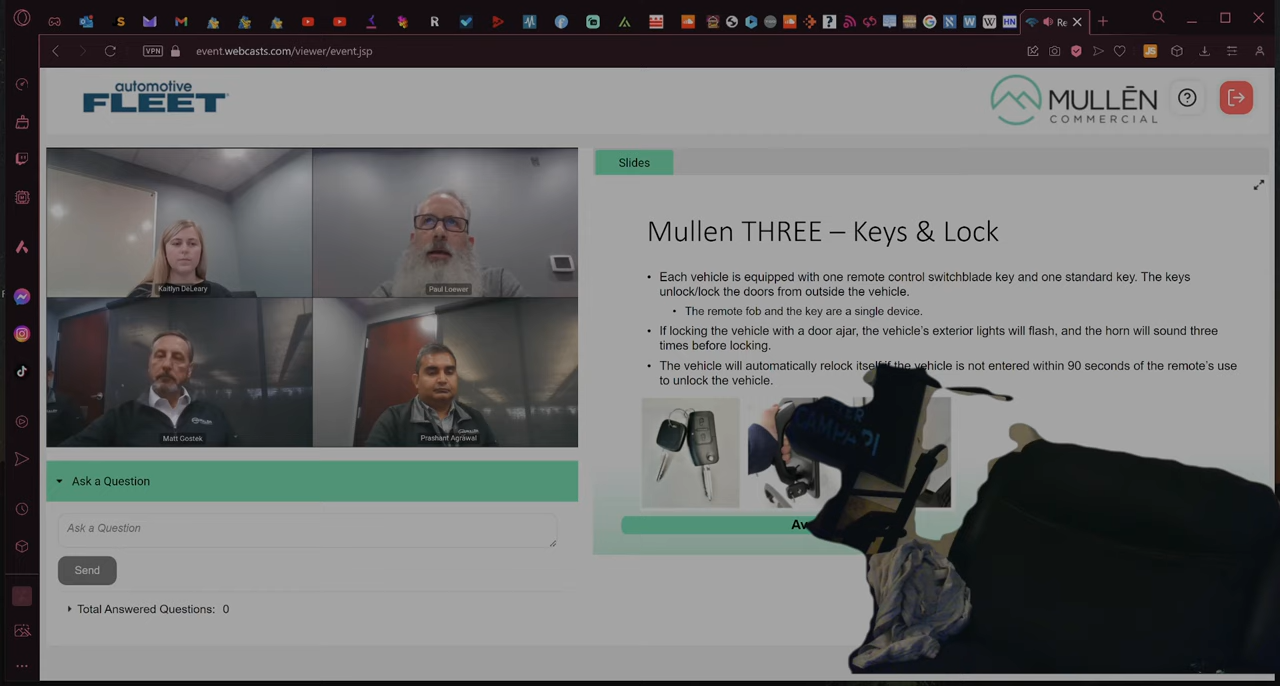 Re
VPN
event.webcasts.com/viewer/event.jsp
JS
automotive
FLEET
MULLĒN
COMMERCIAL
Slides
Kaitlyn DeLeary
Paul Loewer
Matt Gostek
Prashant Agrawal
Mullen THREE – Keys & Lock
• Each vehicle is equipped with one remote control switchblade key and one standard key. The keys
unlock/lock the doors from outside the vehicle.
• The remote fob and the key are a single device.
• If locking the vehicle with a door ajar, the vehicle's exterior lights will flash, and the horn will sound three
times before locking.
• The vehicle will automatically relock itself if the vehicle is not entered within 90 seconds of the remote's use
to unlock the vehicle.
Ask a Question
Ask a Question
Send
Total Answered Questions: 0